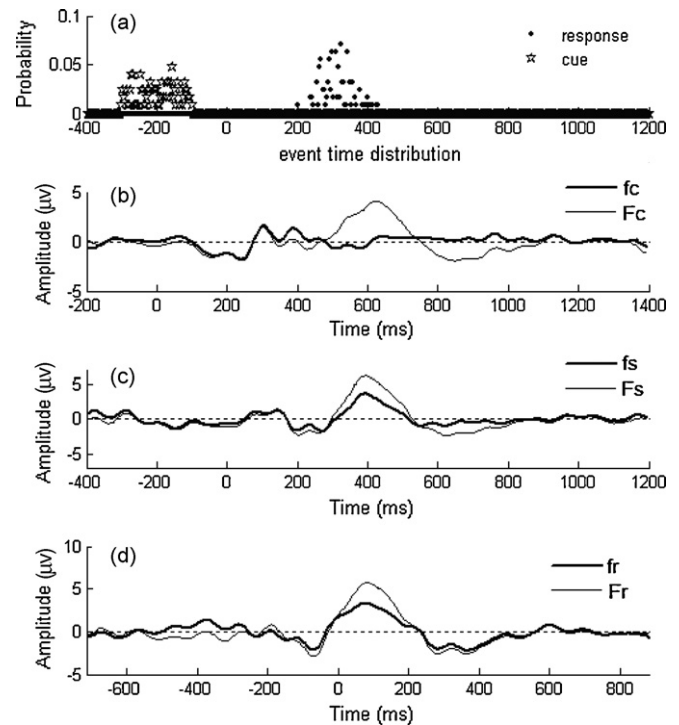 (a)
0.1
0.05
0
Probability
response
cue
-400 -200 0 200 400 600 800 1000 1200
event time distribution
(b)
5
0
-5
Amplitude (μv)
fc
Fc
-200 0 200 400 600 800 1000 1200 1400
Time (ms)
(c)
5
0
-5
Amplitude (μv)
fs
Fs
-400 -200 0 200 400 600 800 1000 1200
Time (ms)
(d)
10
5
0
-5
Amplitude (μv)
fr
Fr
-600 -400 -200 0 200 400 600 800
Time (ms)